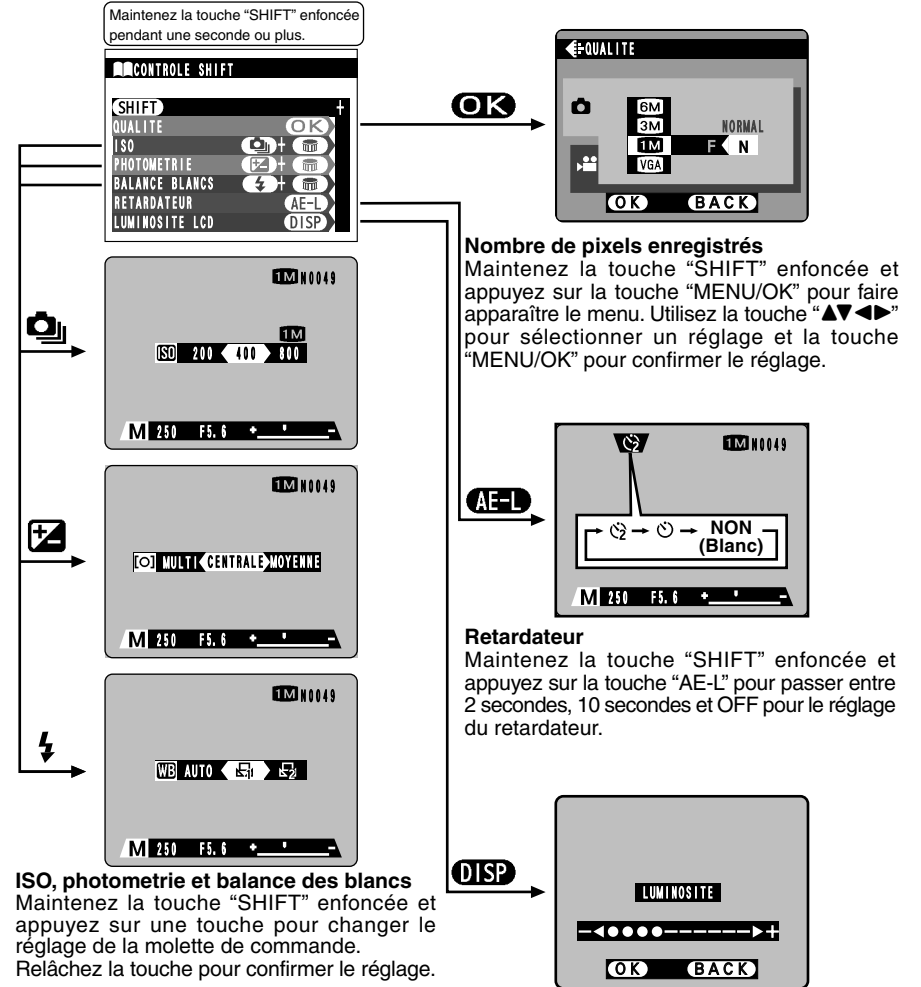 Maintenez la touche “SHIFT” enfoncée
pendant une seconde ou plus.
CONTROLE SHIFT
SHIFT +
QUALITE OK
ISO +
PHOTOMETRIE +
BALANCE BLANCS +
RETARDATEUR AE-L
LUMINOSITE LCD DISP
OK
QUALITE
6M
3M NORMAL
1M F N
VGA
OK BACK
Nombre de pixels enregistrés
Maintenez la touche “SHIFT” enfoncée et
appuyez sur la touche “MENU/OK” pour faire
apparaître le menu. Utilisez la touche “▲▼◀▶”
pour sélectionner un réglage et la touche
“MENU/OK” pour confirmer le réglage.
1M N0049
1M
ISO 200 400 800
M 250 F5.6 + -
1M N0049
[O] MULTI CENTRALE MOYENNE
M 250 F5.6 + -
1M N0049
WB AUTO 1 2
M 250 F5.6 + -
ISO, photometrie et balance des blancs
Maintenez la touche “SHIFT” enfoncée et
appuyez sur une touche pour changer le
réglage de la molette de commande.
Relâchez la touche pour confirmer le réglage.
AE-L
2 1M N0049
2 → → NON
(Blanc)
M 250 F5.6 + -
Retardateur
Maintenez la touche “SHIFT” enfoncée et
appuyez sur la touche “AE-L” pour passer entre
2 secondes, 10 secondes et OFF pour le réglage
du retardateur.
DISP
LUMINOSITE
- +
OK BACK